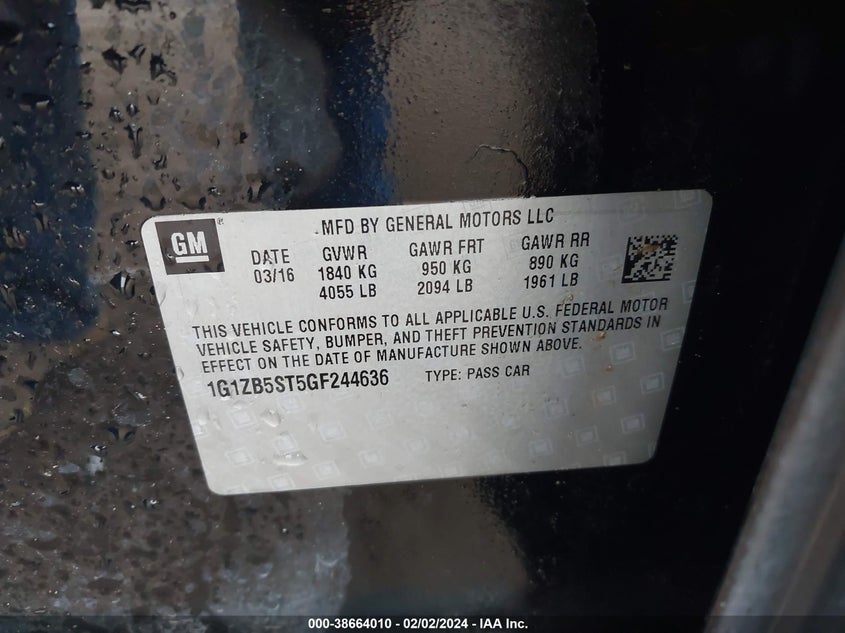 GM ®
MFD BY GENERAL MOTORS LLC
DATE GVWR GAWR FRT GAWR RR
03/16 1840 KG 950 KG 890 KG
4055 LB 2094 LB 1961 LB
THIS VEHICLE CONFORMS TO ALL APPLICABLE U.S. FEDERAL MOTOR
VEHICLE SAFETY, BUMPER, AND THEFT PREVENTION STANDARDS IN
EFFECT ON THE DATE OF MANUFACTURE SHOWN ABOVE.
1G1ZB5ST5GF244636 TYPE: PASS CAR
000-38664010 - 02/02/2024 - IAA Inc.